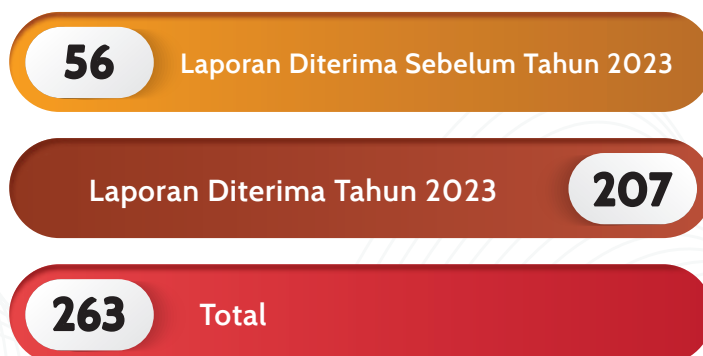 56 Laporan Diterima Sebelum Tahun 2023
Laporan Diterima Tahun 2023 207
263 Total